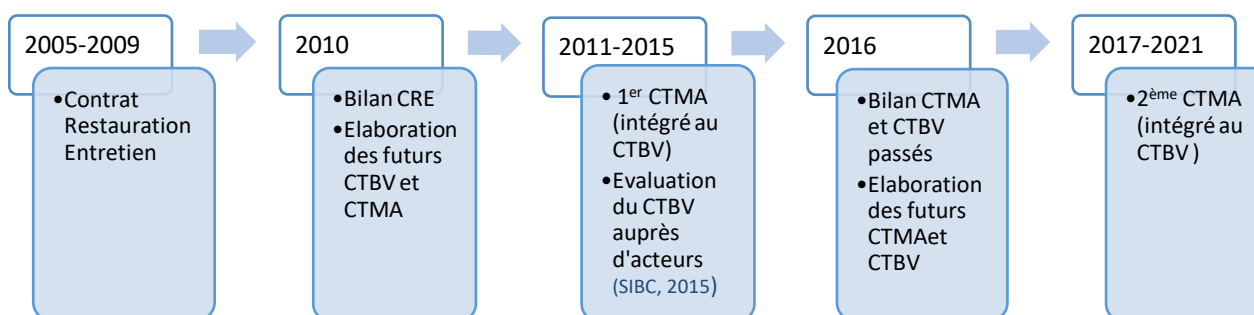 2005-2009
•Contrat
Restauration
Entretien
2010
•Bilan CRE
•Elaboration
des futurs
CTBV et
CTMA
2011-2015
• 1er CTMA
(intégré au
CTBV)
•Evaluation
du CTBV
auprès
d'acteurs
(SIBC, 2015)
2016
•Bilan CTMA
et CTBV
passés
•Elaboration
des futurs
CTMAet
CTBV
2017-2021
•2ème CTMA
(intégré au
CTBV )